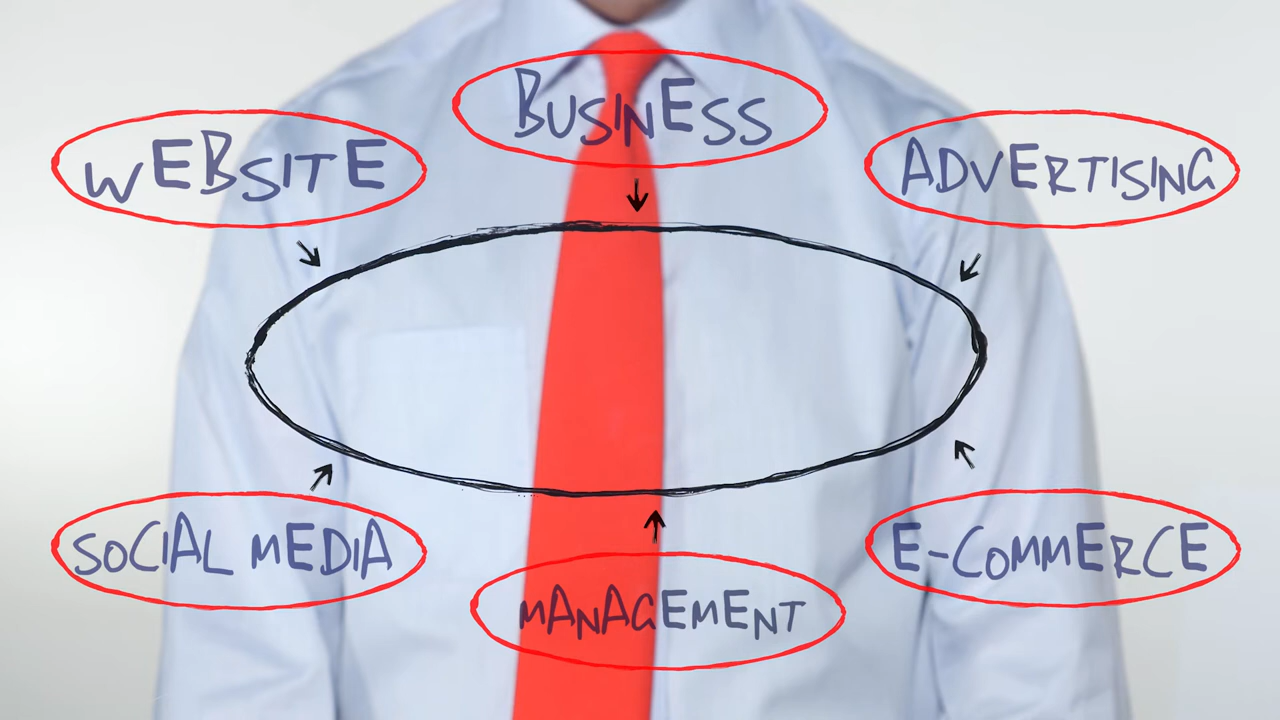 BUSINESS
WEBSITE
ADVERTISING
SOCIAL MEDIA
E-COMMERCE
MANAGEMENT